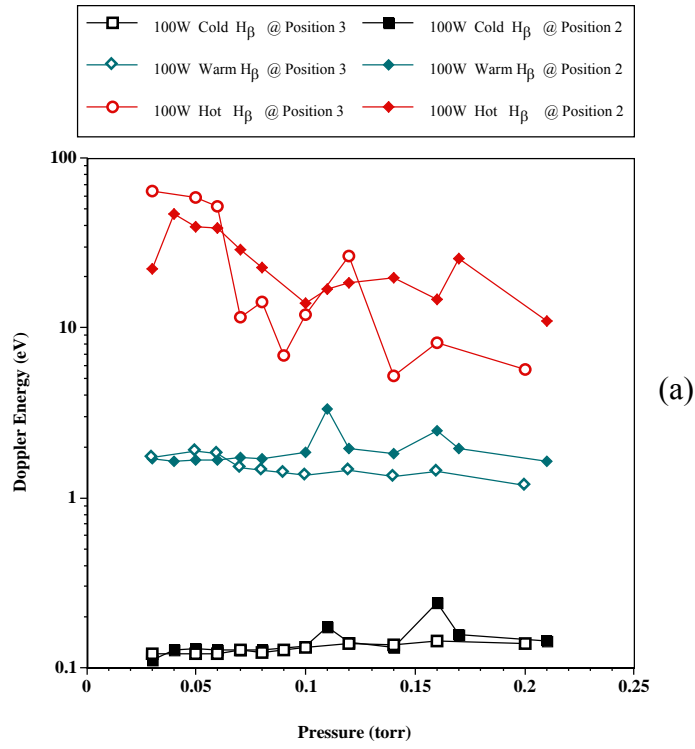 100W Cold Hβ @ Position 3 100W Cold Hβ @ Position 2
100W Warm Hβ @ Position 3 100W Warm Hβ @ Position 2
100W Hot Hβ @ Position 3 100W Hot Hβ @ Position 2
100
10
1
0.1
Doppler Energy (eV)
(a)
0 0.05 0.1 0.15 0.2 0.25
Pressure (torr)